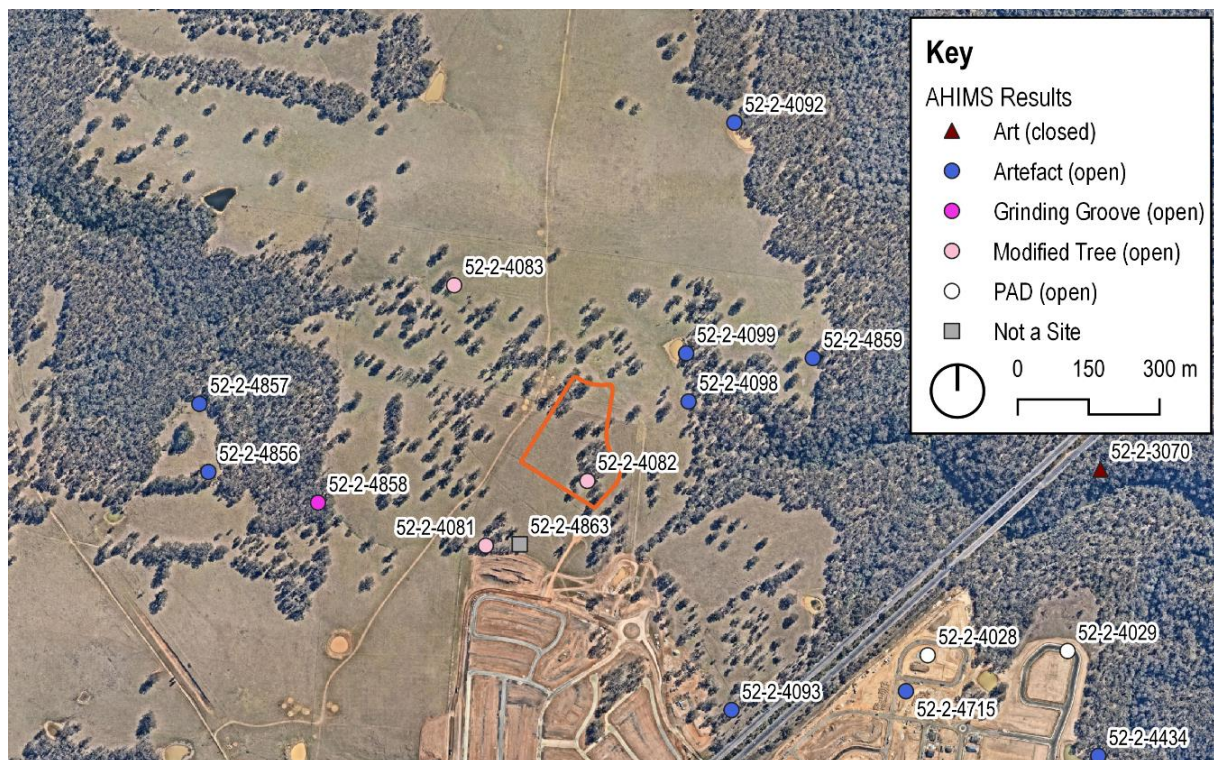 52-2-4092
52-2-4083
52-2-4099
52-2-4859
52-2-4857
52-2-4098
52-2-4856
52-2-4082
52-2-3070
52-2-4858
52-2-4081
52-2-4863
52-2-4028
52-2-4029
52-2-4093
52-2-4715
52-2-4434
Key
AHIMS Results
Art (closed)
Artefact (open)
Grinding Groove (open)
Modified Tree (open)
PAD (open)
Not a Site
0 150 300 m